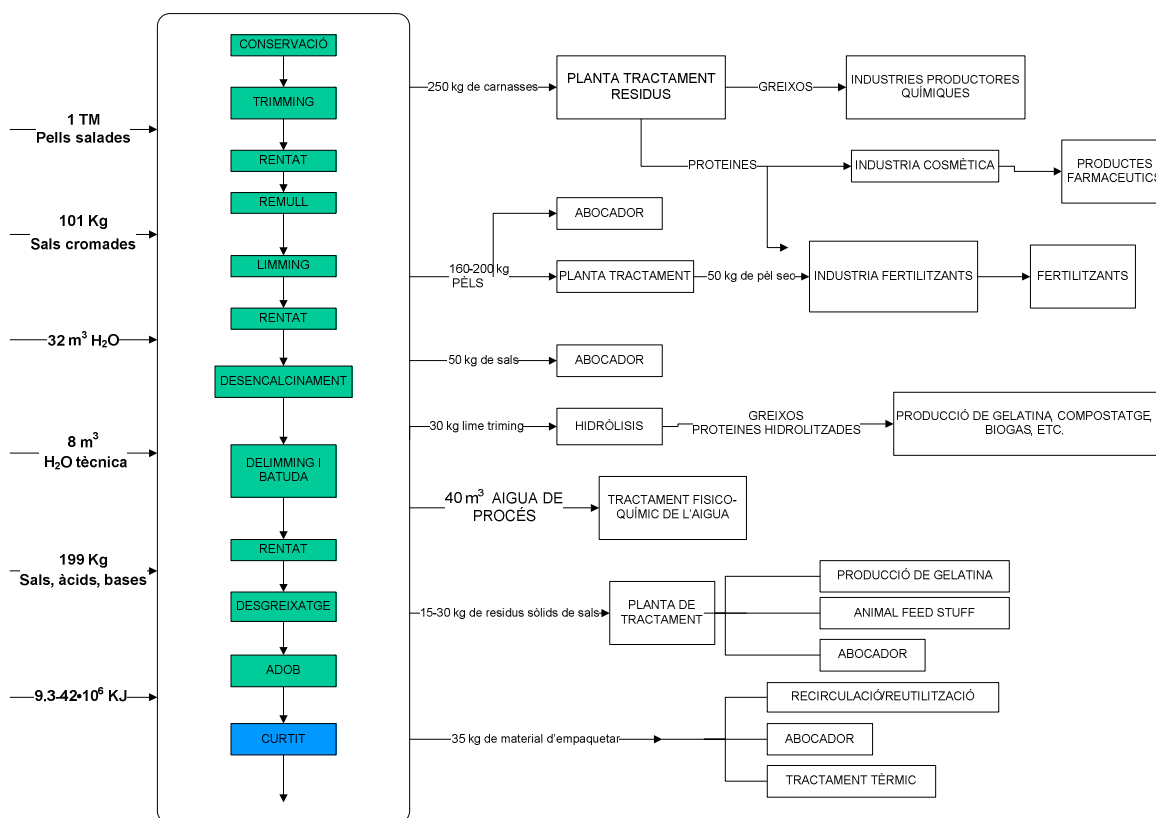 CONSERVACIÓ
TRIMMING
RENTAT
REMULL
LIMMING
RENTAT
DESENCALCINAMENT
DELIMMING I
BATUDA
RENTAT
DESGREIXATGE
ADOB
CURTIT
1 TM
Pells salades
101 Kg
Sals cromades
32 m³ H₂O
8 m³
H₂O tècnica
199 Kg
Sals, àcids, bases
9,3-42•10⁶ KJ
250 kg de carnasses
PLANTA TRACTAMENT
RESIDUS
GREIXOS
INDUSTRIES PRODUCTORES
QUÍMIQUES
PROTEINES
INDUSTRIA COSMÈTICA
PRODUCTES
FARMACEUTICS
ABOCADOR
160-200 kg
PÈLS
PLANTA TRACTAMENT
50 kg de pèl sec
INDUSTRIA FERTILITZANTS
FERTILITZANTS
50 kg de sals
ABOCADOR
30 kg lime triming
HIDRÒLISIS
GREIXOS
PROTEINES HIDROLITZADES
PRODUCCIÓ DE GELATINA, COMPOSTATGE,
BIOGAS, ETC.
40 m³ AIGUA DE
PROCÉS
TRACTAMENT FISICO-
QUÍMIC DE L'AIGUA
15-30 kg de residus sòlids de sals
PLANTA DE
TRACTAMENT
PRODUCCIÓ DE GELATINA
ANIMAL FEED STUFF
ABOCADOR
35 kg de material d'empaquetar
RECIRCULACIÓ/REUTILITZACIÓ
ABOCADOR
TRACTAMENT TÈRMIC